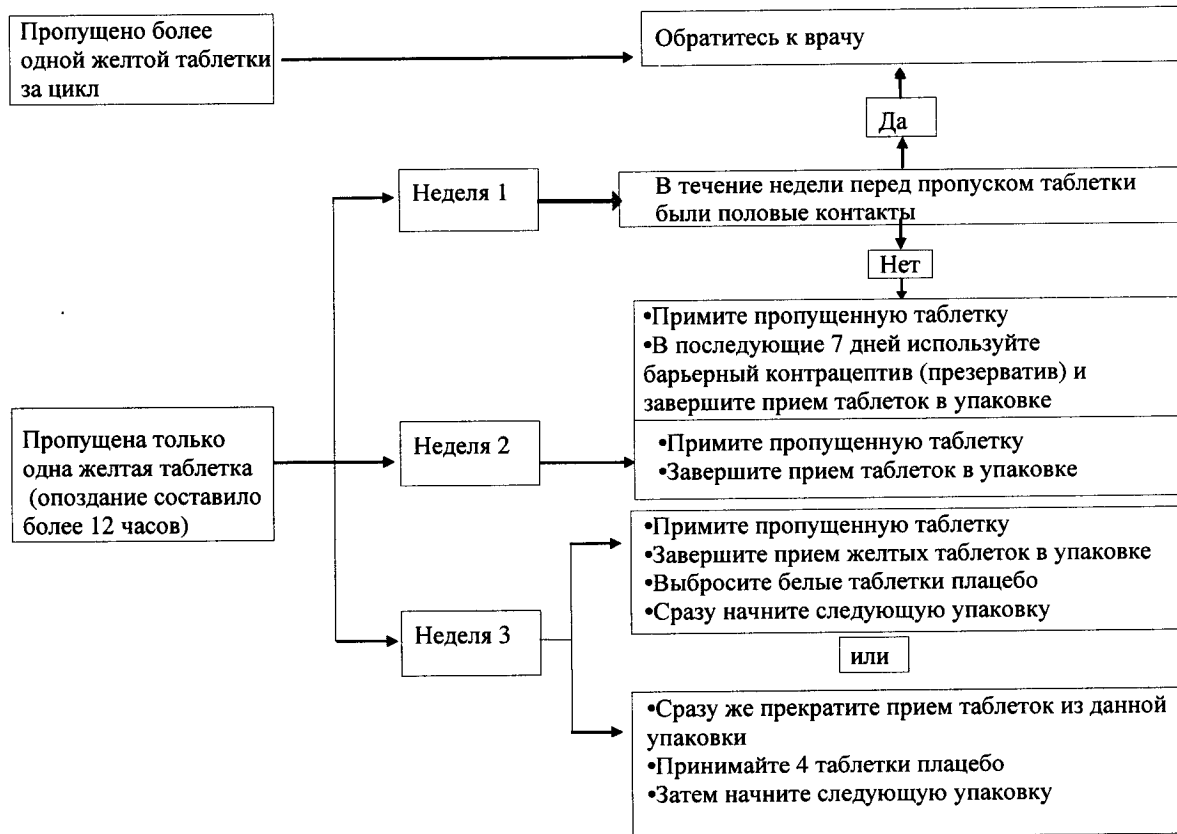 Пропущено более
одной желтой таблетки
за цикл
Обратитесь к врачу
Да
Неделя 1
В течение недели перед пропуском таблетки
были половые контакты
Нет
•Примите пропущенную таблетку
•В последующие 7 дней используйте
барьерный контрацептив (презерватив) и
завершите прием таблеток в упаковке
Пропущена только
одна желтая таблетка
(опоздание составило
более 12 часов)
Неделя 2
•Примите пропущенную таблетку
•Завершите прием таблеток в упаковке
Неделя 3
•Примите пропущенную таблетку
•Завершите прием желтых таблеток в упаковке
•Выбросите белые таблетки плацебо
•Сразу начните следующую упаковку
или
•Сразу же прекратите прием таблеток из данной
упаковки
•Принимайте 4 таблетки плацебо
•Затем начните следующую упаковку